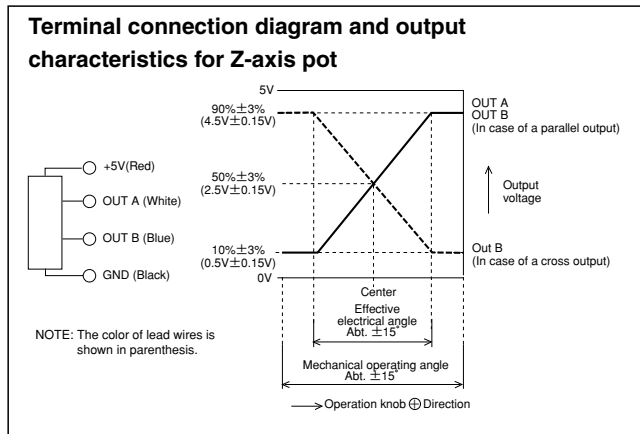 Terminal connection diagram and output
characteristics for Z-axis pot
5V
90%±3%
(4.5V±0.15V)
50%±3%
(2.5V±0.15V)
10%±3%
(0.5V±0.15V)
0V
OUT A
OUT B
(In case of a parallel output)
Output
voltage
Out B
(In case of a cross output)
+5V(Red)
OUT A (White)
OUT B (Blue)
GND (Black)
NOTE: The color of lead wires is
shown in parenthesis.
Center
Effective
electrical angle
Abt. ±15°
Mechanical operating angle
Abt. ±15°
Operation knob ⊕ Direction